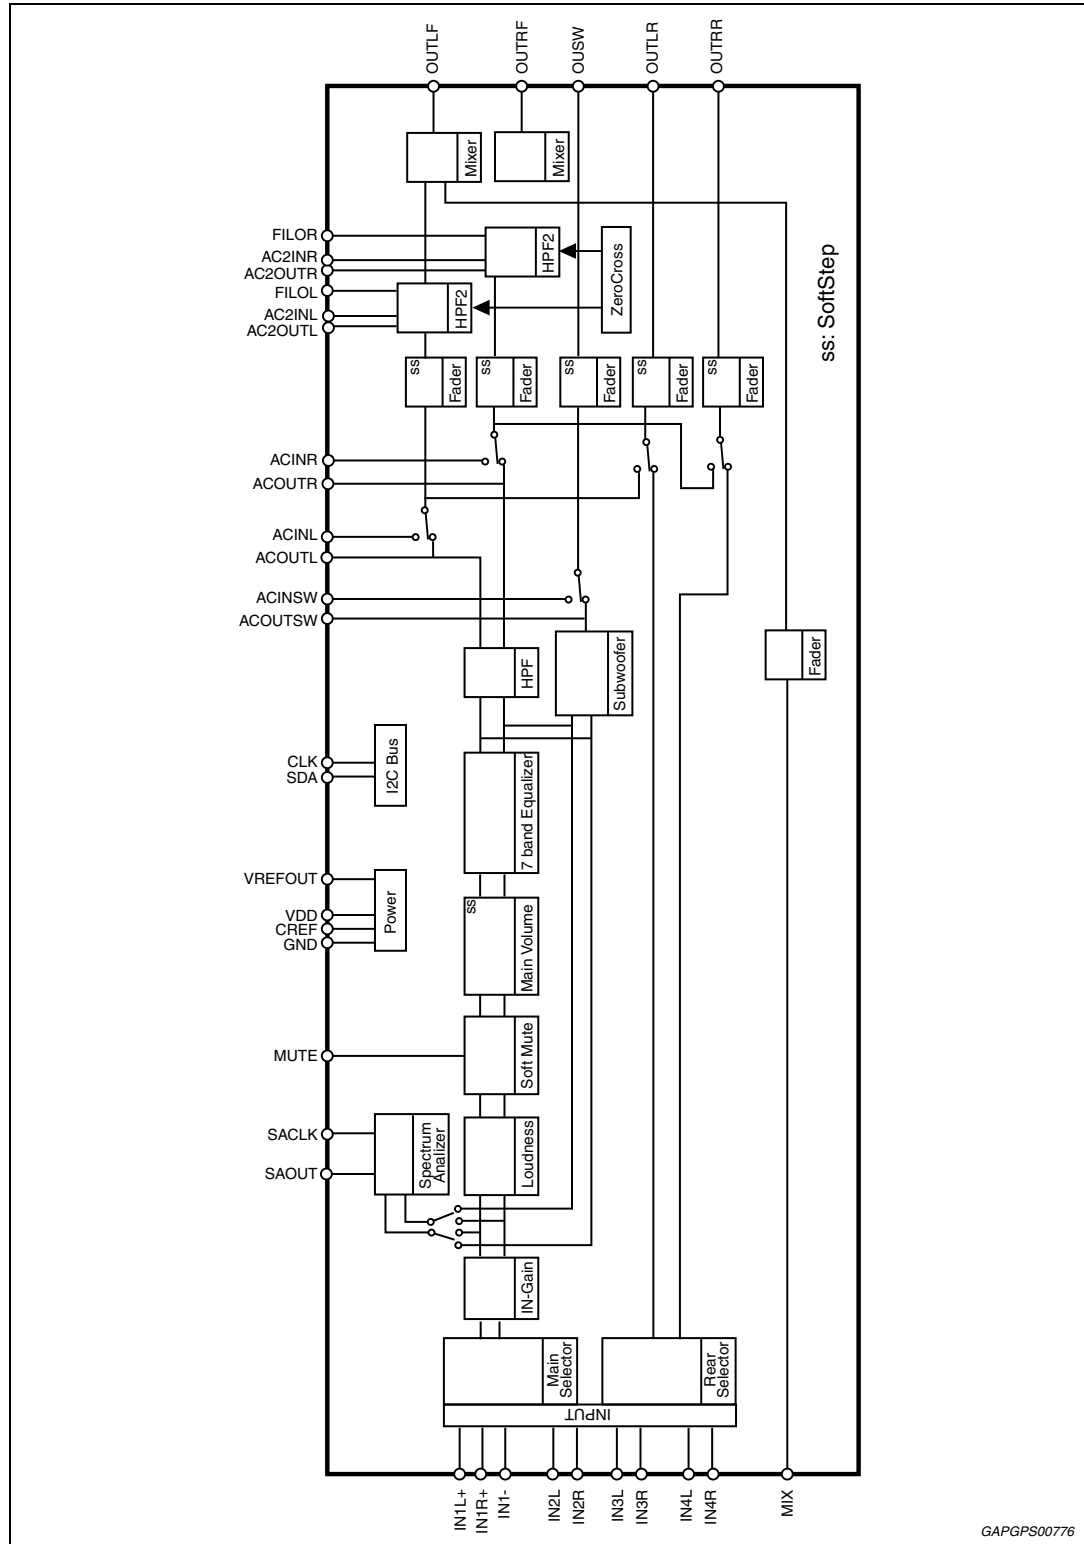 OUTLF
OUTRF
OUSW
OUTLR
OUTRR
Mixer
Mixer
FILOR
AC2INR
AC2OUTR
FILOL
AC2INL
AC2OUTL
HPF2
HPF2
ZeroCross
ss: SoftStep
ss
Fader
ss
Fader
ss
Fader
ss
Fader
ss
Fader
ACINR
ACOUTR
ACINL
ACOUTL
ACINSW
ACOUTSW
HPF
Subwoofer
Fader
CLK
SDA
I2C Bus
7 band Equalizer
VREFOUT
VDD
CREF
GND
Power
ss
Main Volume
MUTE
Soft Mute
SACLK
SAOUT
Spectrum
Analizer
Loudness
IN-Gain
Main
Selector
Rear
Selector
INPUT
IN1L+
IN1R+
IN1-
IN2L
IN2R
IN3L
IN3R
IN4L
IN4R
MIX
GAPGPS00776